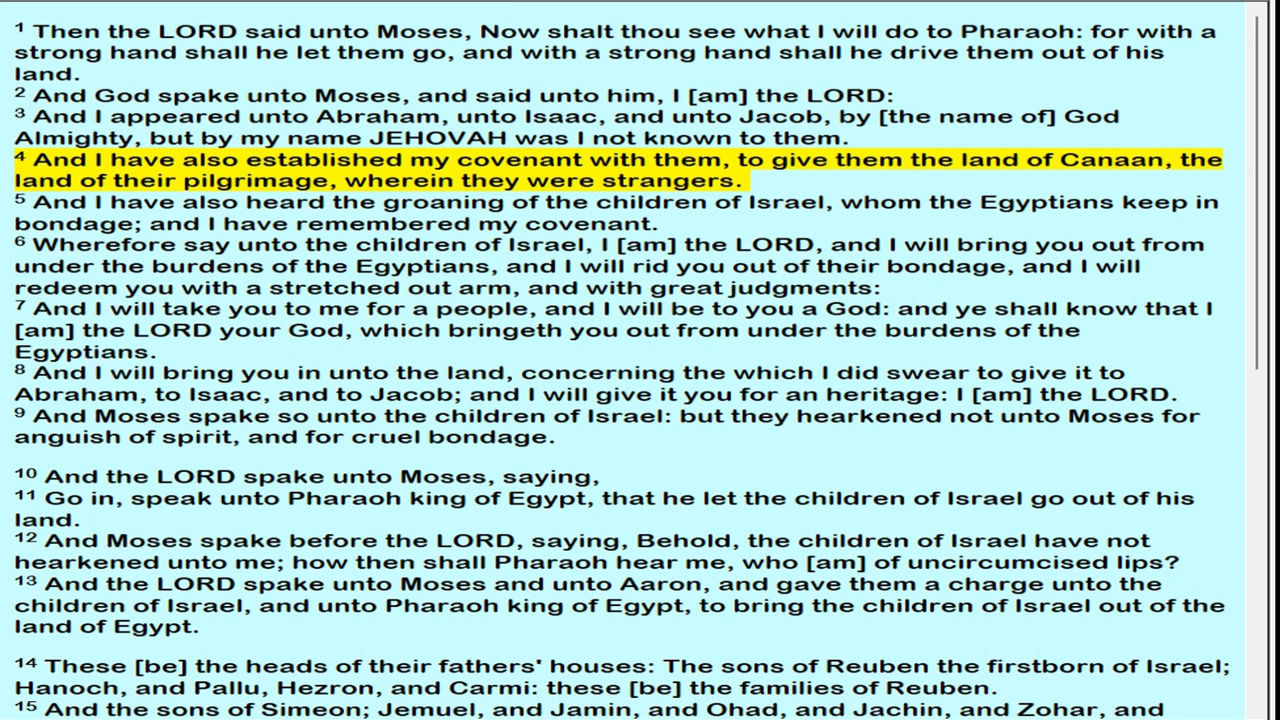 1 Then the LORD said unto Moses, Now shalt thou see what I will do to Pharaoh: for with a
strong hand shall he let them go, and with a strong hand shall he drive them out of his
land.
2 And God spake unto Moses, and said unto him, I [am] the LORD:
3 And I appeared unto Abraham, unto Isaac, and unto Jacob, by [the name of] God
Almighty, but by my name JEHOVAH was I not known to them.
4 And I have also established my covenant with them, to give them the land of Canaan, the
land of their pilgrimage, wherein they were strangers.
5 And I have also heard the groaning of the children of Israel, whom the Egyptians keep in
bondage; and I have remembered my covenant.
6 Wherefore say unto the children of Israel, I [am] the LORD, and I will bring you out from
under the burdens of the Egyptians, and I will rid you out of their bondage, and I will
redeem you with a stretched out arm, and with great judgments:
7 And I will take you to me for a people, and I will be to you a God: and ye shall know that I
[am] the LORD your God, which bringeth you out from under the burdens of the
Egyptians.
8 And I will bring you in unto the land, concerning the which I did swear to give it to
Abraham, to Isaac, and to Jacob; and I will give it you for an heritage: I [am] the LORD.
9 And Moses spake so unto the children of Israel: but they hearkened not unto Moses for
anguish of spirit, and for cruel bondage.
10 And the LORD spake unto Moses, saying,
11 Go in, speak unto Pharaoh king of Egypt, that he let the children of Israel go out of his
land.
12 And Moses spake before the LORD, saying, Behold, the children of Israel have not
hearkened unto me; how then shall Pharaoh hear me, who [am] of uncircumcised lips?
13 And the LORD spake unto Moses and unto Aaron, and gave them a charge unto the
children of Israel, and unto Pharaoh king of Egypt, to bring the children of Israel out of the
land of Egypt.
14 These [be] the heads of their fathers' houses: The sons of Reuben the firstborn of Israel;
Hanoch, and Pallu, Hezron, and Carmi: these [be] the families of Reuben.
15 And the sons of Simeon; Jemuel, and Jamin, and Ohad, and Jachin, and Zohar, and